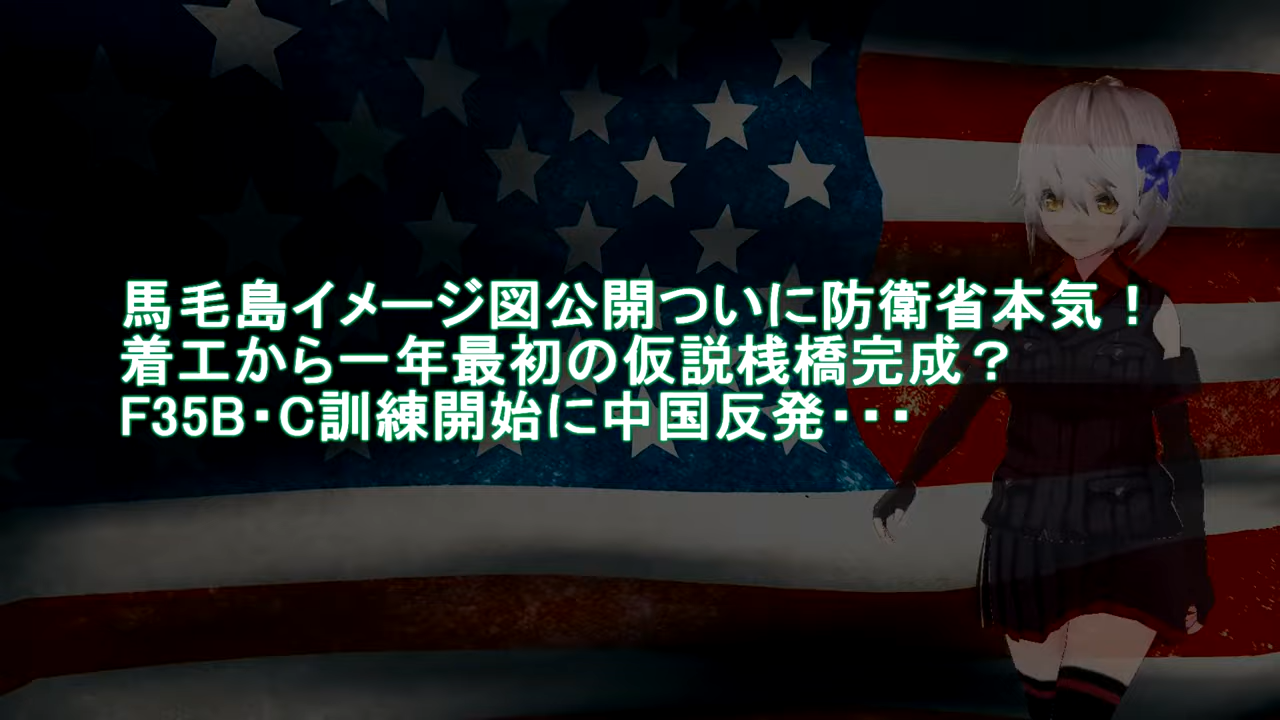 馬毛島イメージ図公開ついに防衛省本気！
着工から一年最初の仮説桟橋完成？
F35B・C訓練開始に中国反発・・・